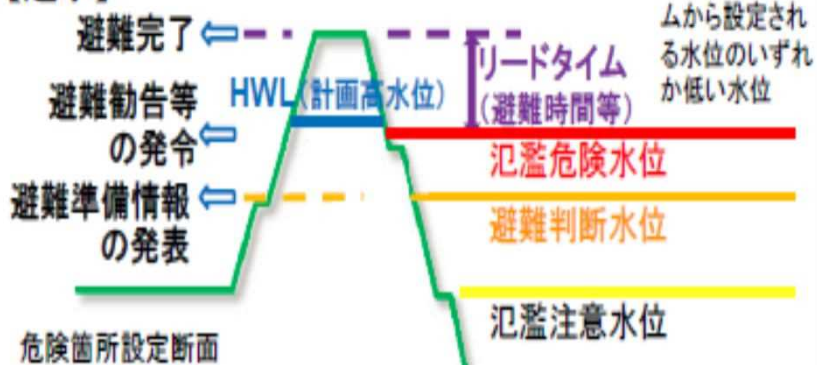 避難完了
ムから設定され
る水位のいずれ
か低い水位
リードタイム
(避難時間等)
HWL(計画高水位)
避難勧告等
の発令
氾濫危険水位
避難準備情報
の発表
避難判断水位
氾濫注意水位
危険箇所設定断面